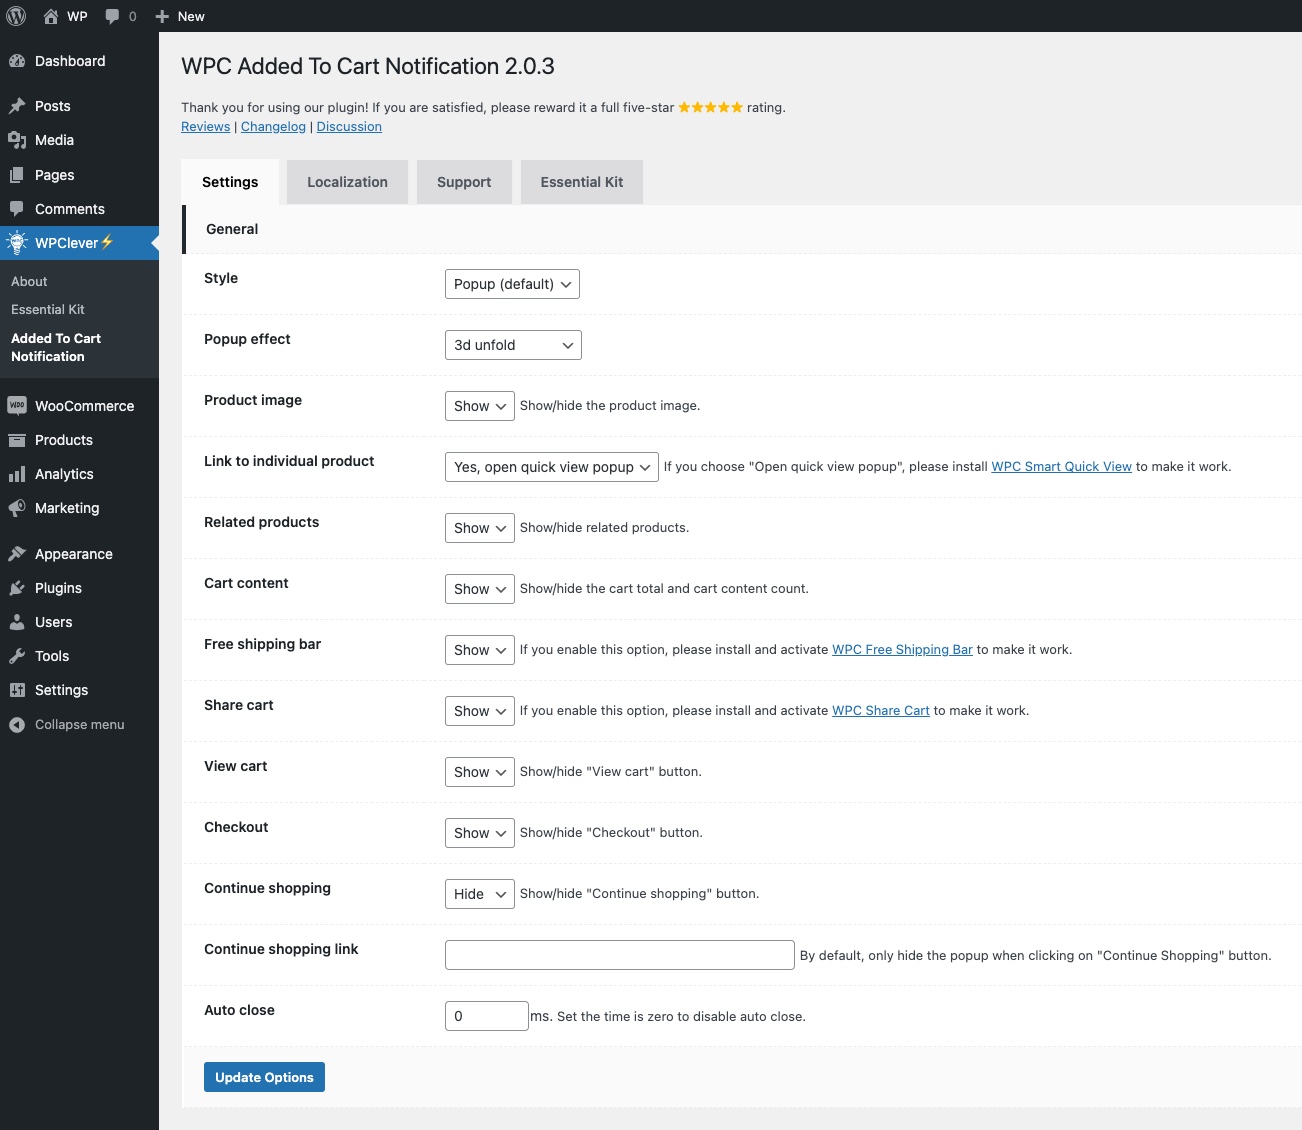 WP
0
New
Dashboard
Posts
Media
Pages
Comments
WPClever⚡
About
Essential Kit
Added To Cart
Notification
WooCommerce
Products
Analytics
Marketing
Appearance
Plugins
Users
Tools
Settings
Collapse menu
WPC Added To Cart Notification 2.0.3
Thank you for using our plugin! If you are satisfied, please reward it a full five-star ★★★★★ rating.
Reviews | Changelog | Discussion
Settings
Localization
Support
Essential Kit
General
Style
Popup (default)
Popup effect
3d unfold
Product image
Show Show/hide the product image.
Link to individual product
Yes, open quick view popup If you choose "Open quick view popup", please install WPC Smart Quick View to make it work.
Related products
Show Show/hide related products.
Cart content
Show Show/hide the cart total and cart content count.
Free shipping bar
Show If you enable this option, please install and activate WPC Free Shipping Bar to make it work.
Share cart
Show If you enable this option, please install and activate WPC Share Cart to make it work.
View cart
Show Show/hide "View cart" button.
Checkout
Show Show/hide "Checkout" button.
Continue shopping
Hide Show/hide "Continue shopping" button.
Continue shopping link
By default, only hide the popup when clicking on "Continue Shopping" button.
Auto close
0 ms. Set the time is zero to disable auto close.
Update Options